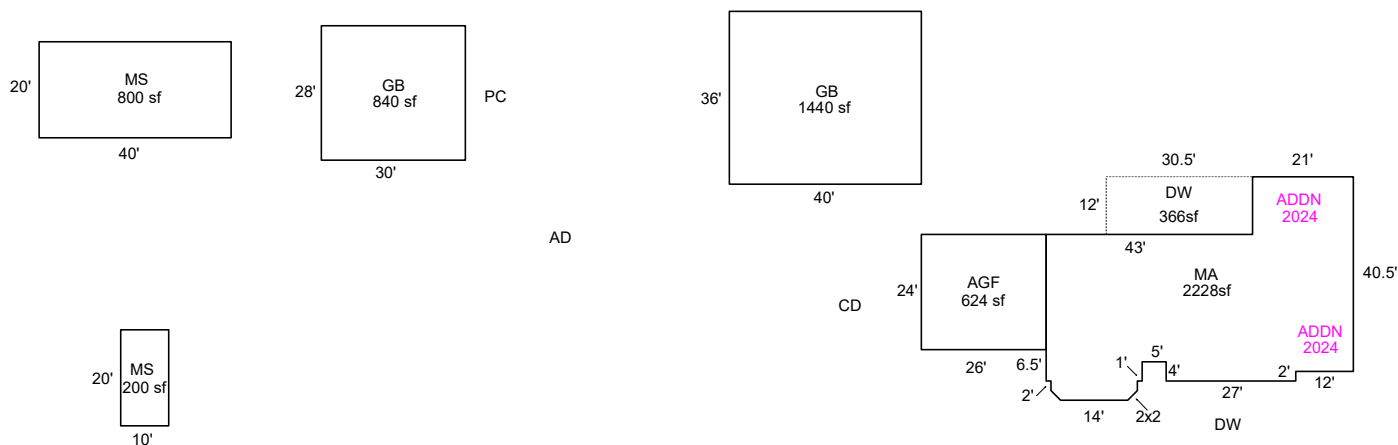 20'
MS
800 sf
40'
28'
GB
840 sf
30'
PC
36'
GB
1440 sf
40'
30.5'
21'
12'
DW
366sf
ADDN
2024
43'
AD
24'
AGF
624 sf
26'
CD
MA
2228sf
40.5'
ADDN
2024
6.5'
2'
14'
2x2
1'
5'
4'
27'
2'
12'
DW
20'
MS
200 sf
10'